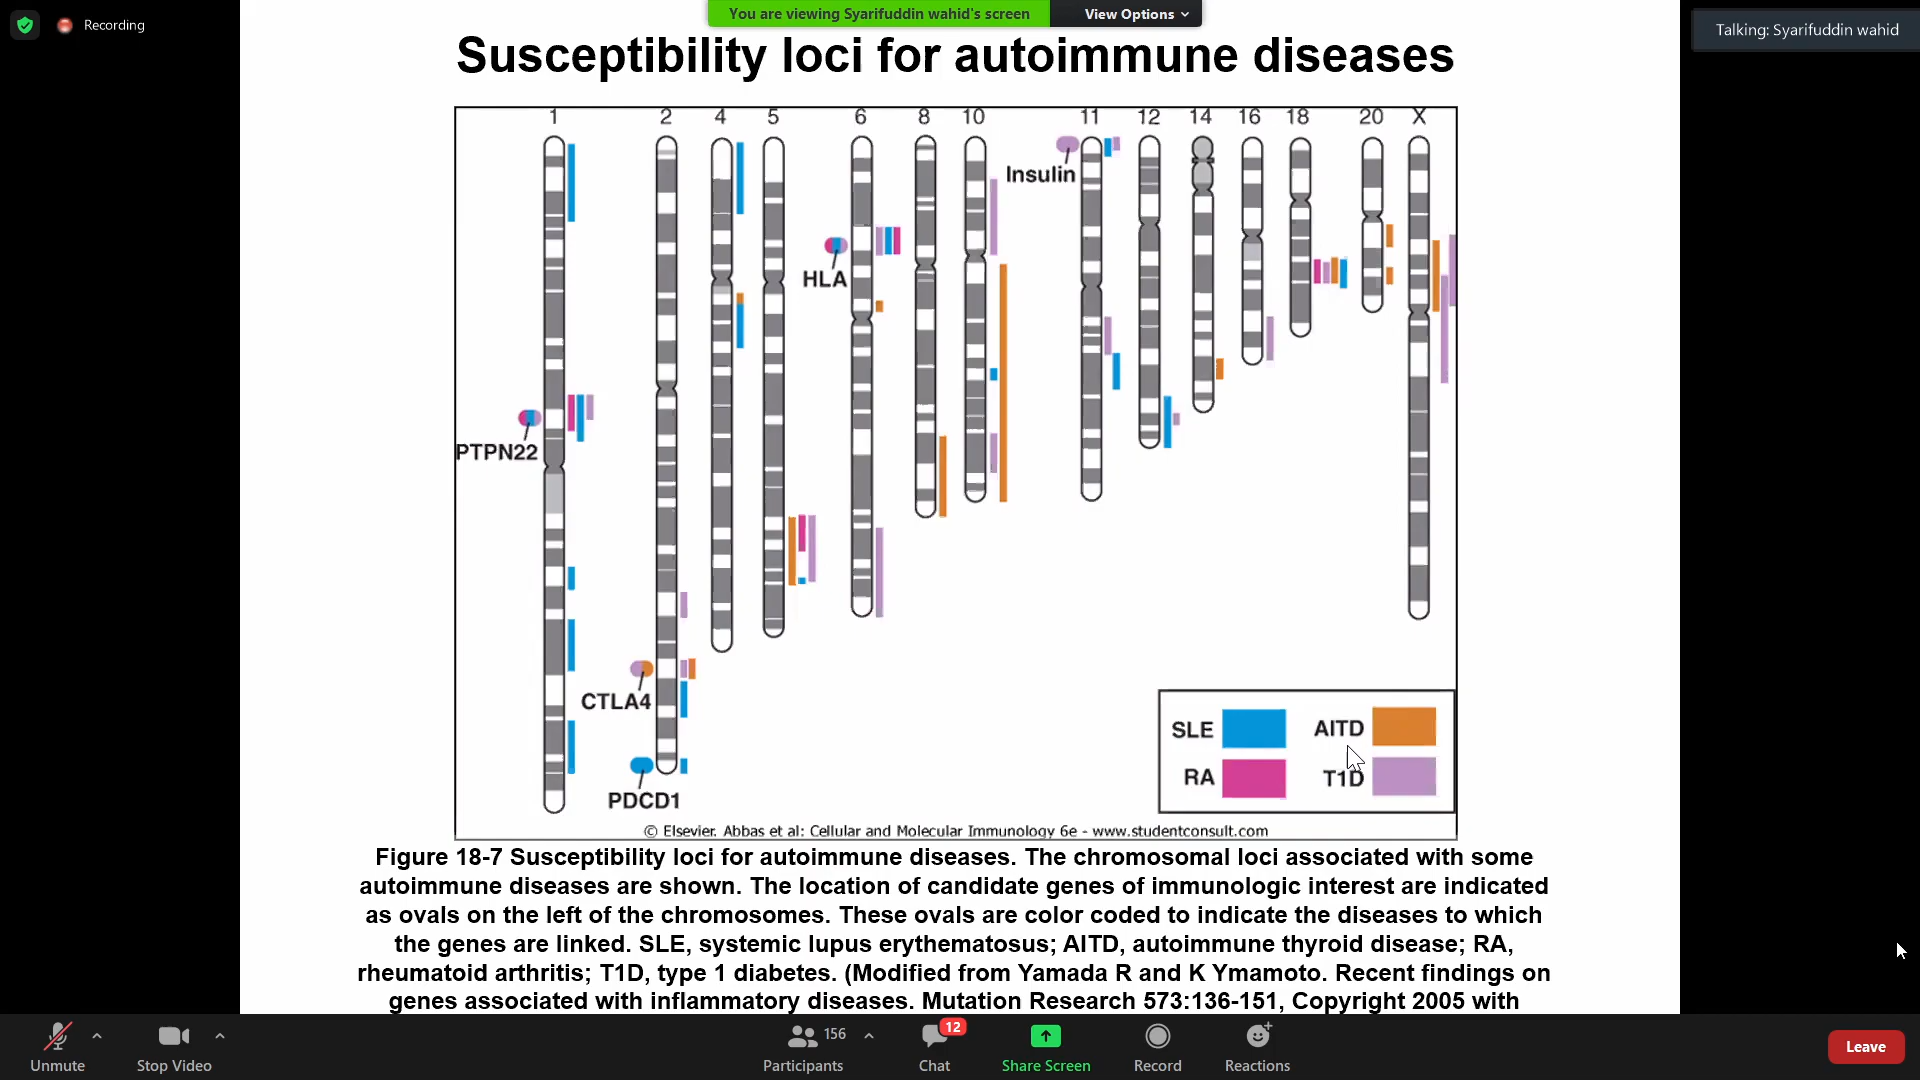 Recording
You are viewing Syarifuddin wahid's screen
View Options
Talking: Syarifuddin wahid
Susceptibility loci for autoimmune diseases
1 2 4 5 6 8 10 11 12 14 16 18 20 X
Insulin
HLA
PTPN22
CTLA4
PDCD1
SLE AITD
RA T1D
© Elsevier. Abbas et al: Cellular and Molecular Immunology 6e - www.studentconsult.com
Figure 18-7 Susceptibility loci for autoimmune diseases. The chromosomal loci associated with some
autoimmune diseases are shown. The location of candidate genes of immunologic interest are indicated
as ovals on the left of the chromosomes. These ovals are color coded to indicate the diseases to which
the genes are linked. SLE, systemic lupus erythematosus; AITD, autoimmune thyroid disease; RA,
rheumatoid arthritis; T1D, type 1 diabetes. (Modified from Yamada R and K Ymamoto. Recent findings on
genes associated with inflammatory diseases. Mutation Research 573:136-151, Copyright 2005 with
Unmute
Stop Video
156
Participants
12
Chat
Share Screen
Record
Reactions
Leave